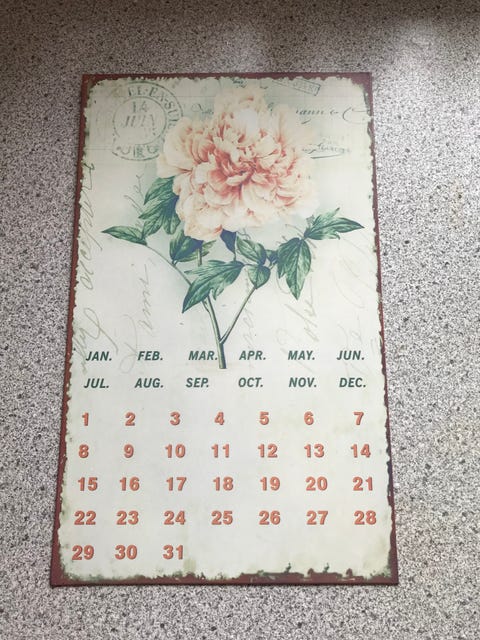 14
JULY
JAN. FEB. MAR. APR. MAY. JUN.
JUL. AUG. SEP. OCT. NOV. DEC.
1 2 3 4 5 6 7
8 9 10 11 12 13 14
15 16 17 18 19 20 21
22 23 24 25 26 27 28
29 30 31